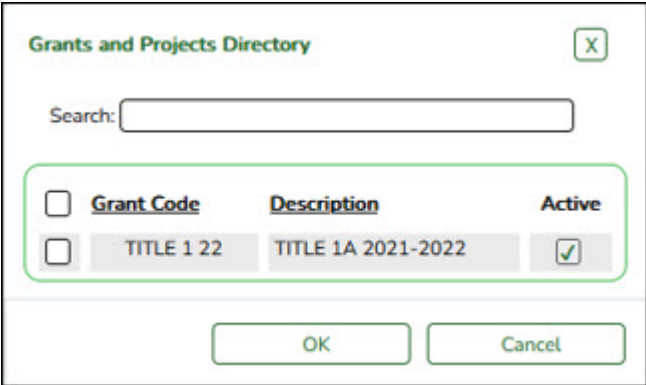 Grants and Projects Directory X
Search:
Grant Code Description Active
TITLE 1 22 TITLE 1A 2021-2022
OK Cancel